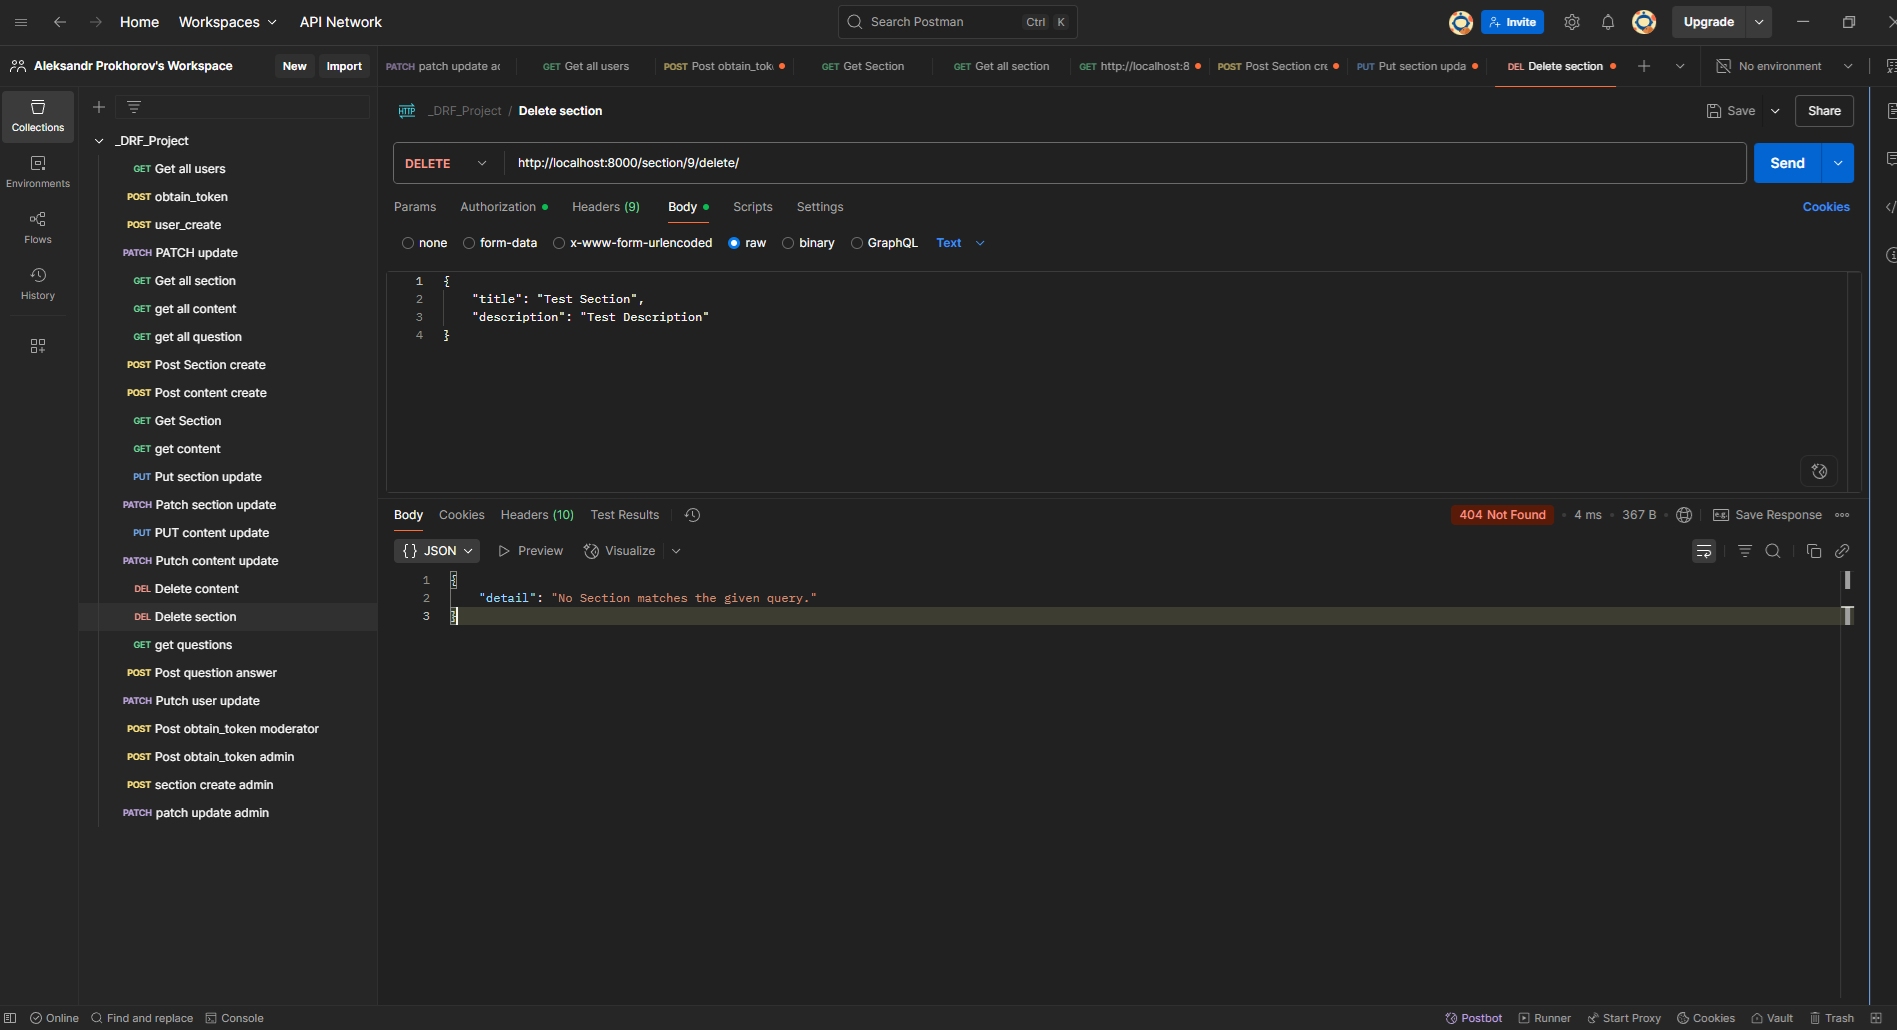 Home Workspaces API Network Search Postman Ctrl K Invite Upgrade
Aleksandr Prokhorov's Workspace New Import
PATCH patch update ac GET Get all users POST Post obtain_tok GET Get Section GET Get all section GET http://localhost:8 POST Post Section cre PUT Put section upda DEL Delete section No environment
Collections
Environments
Flows
History
_DRF_Project
GET Get all users
POST obtain_token
POST user_create
PATCH PATCH update
GET Get all section
GET get all content
GET get all question
POST Post Section create
POST Post content create
GET Get Section
GET get content
PUT Put section update
PATCH Patch section update
PUT PUT content update
PATCH Putch content update
DEL Delete content
DEL Delete section
GET get questions
POST Post question answer
PATCH Putch user update
POST Post obtain_token moderator
POST Post obtain_token admin
POST section create admin
PATCH patch update admin
HTTP _DRF_Project / Delete section Save Share
DELETE http://localhost:8000/section/9/delete/ Send
Params Authorization Headers (9) Body Scripts Settings Cookies
none form-data x-www-form-urlencoded raw binary GraphQL Text
1 {
2 "title": "Test Section",
3 "description": "Test Description"
4 }
Body Cookies Headers (10) Test Results 404 Not Found 4 ms 367 B e.g. Save Response
{} JSON Preview Visualize
1 {
2 "detail": "No Section matches the given query."
3 }
Online Find and replace Console Postbot Runner Start Proxy Cookies Vault Trash